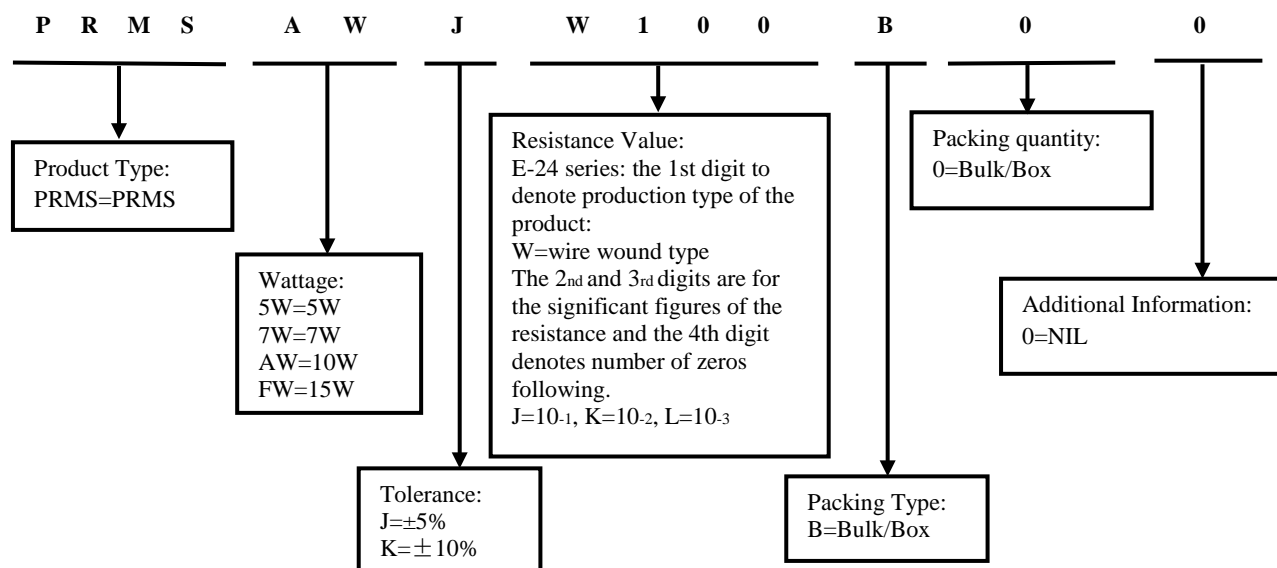 P R M S A W J W 1 0 0 B 0 0
Product Type:
PRMS=PRMS
Wattage:
5W=5W
7W=7W
AW=10W
FW=15W
Tolerance:
J=±5%
K=±10%
Resistance Value:
E-24 series: the 1st digit to
denote production type of the
product:
W=wire wound type
The 2nd and 3rd digits are for
the significant figures of the
resistance and the 4th digit
denotes number of zeros
following.
J=10-1, K=10-2, L=10-3
Packing Type:
B=Bulk/Box
Packing quantity:
0=Bulk/Box
Additional Information:
0=NIL